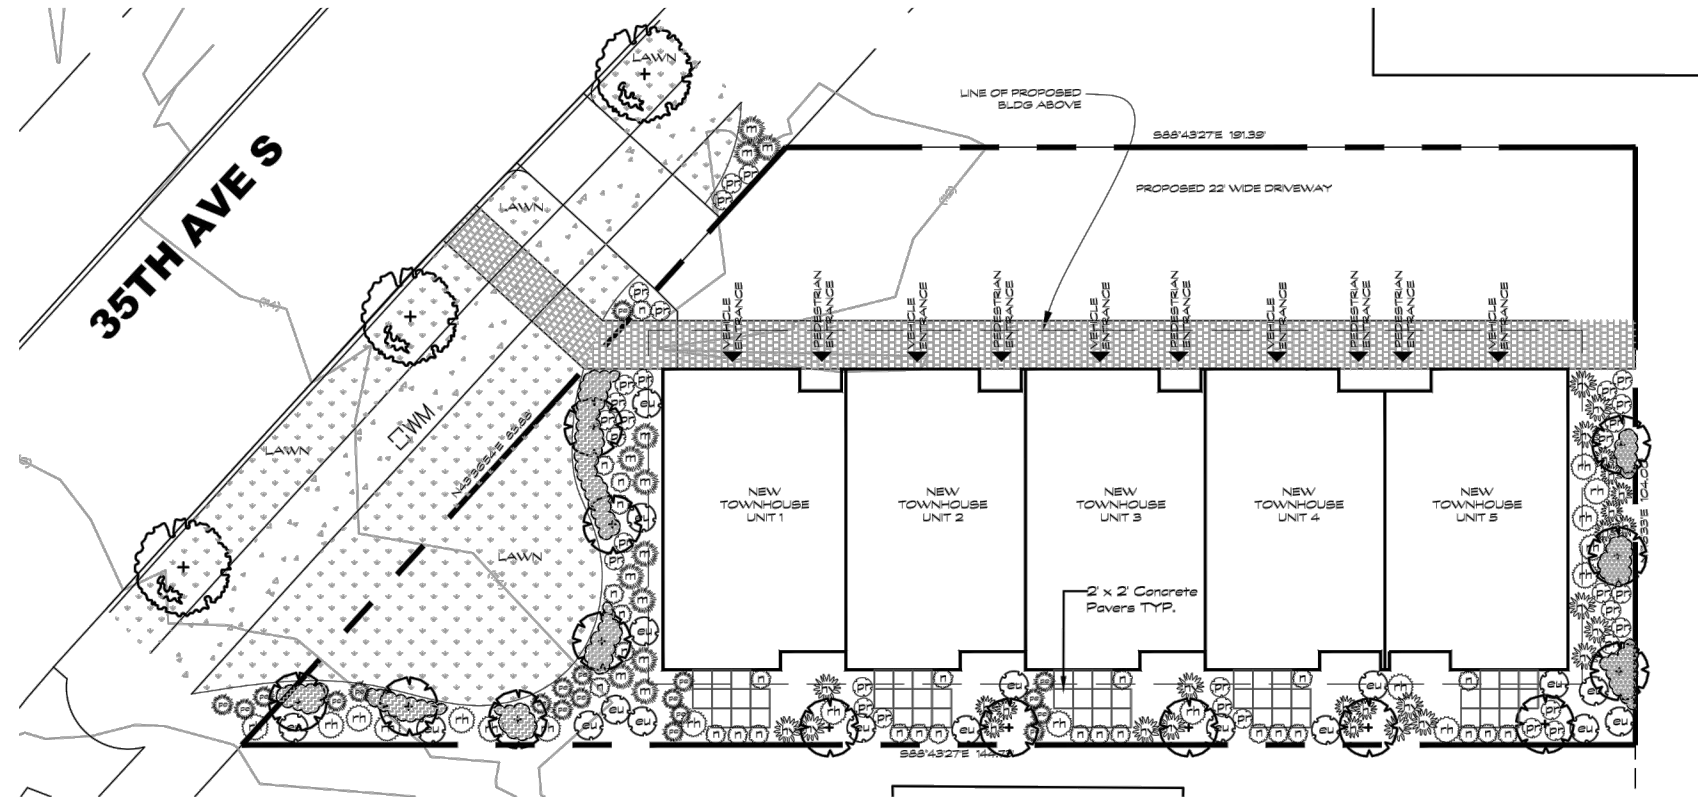 LAWN
LINE OF PROPOSED
BLDG ABOVE
S88°43'27"E 191.39'
35TH AVE S
PROPOSED 22' WIDE DRIVEWAY
LAWN
VEHICLE
ENTRANCE
PEDESTRIAN
ENTRANCE
VEHICLE
ENTRANCE
PEDESTRIAN
ENTRANCE
VEHICLE
ENTRANCE
PEDESTRIAN
ENTRANCE
VEHICLE
ENTRANCE
PEDESTRIAN
ENTRANCE
PEDESTRIAN
ENTRANCE
VEHICLE
ENTRANCE
WM
LAWN
LAWN
NEW
TOWNHOUSE
UNIT 1
NEW
TOWNHOUSE
UNIT 2
NEW
TOWNHOUSE
UNIT 3
NEW
TOWNHOUSE
UNIT 4
NEW
TOWNHOUSE
UNIT 5
2' x 2' Concrete
Pavers TYP.
S88°43'27"E